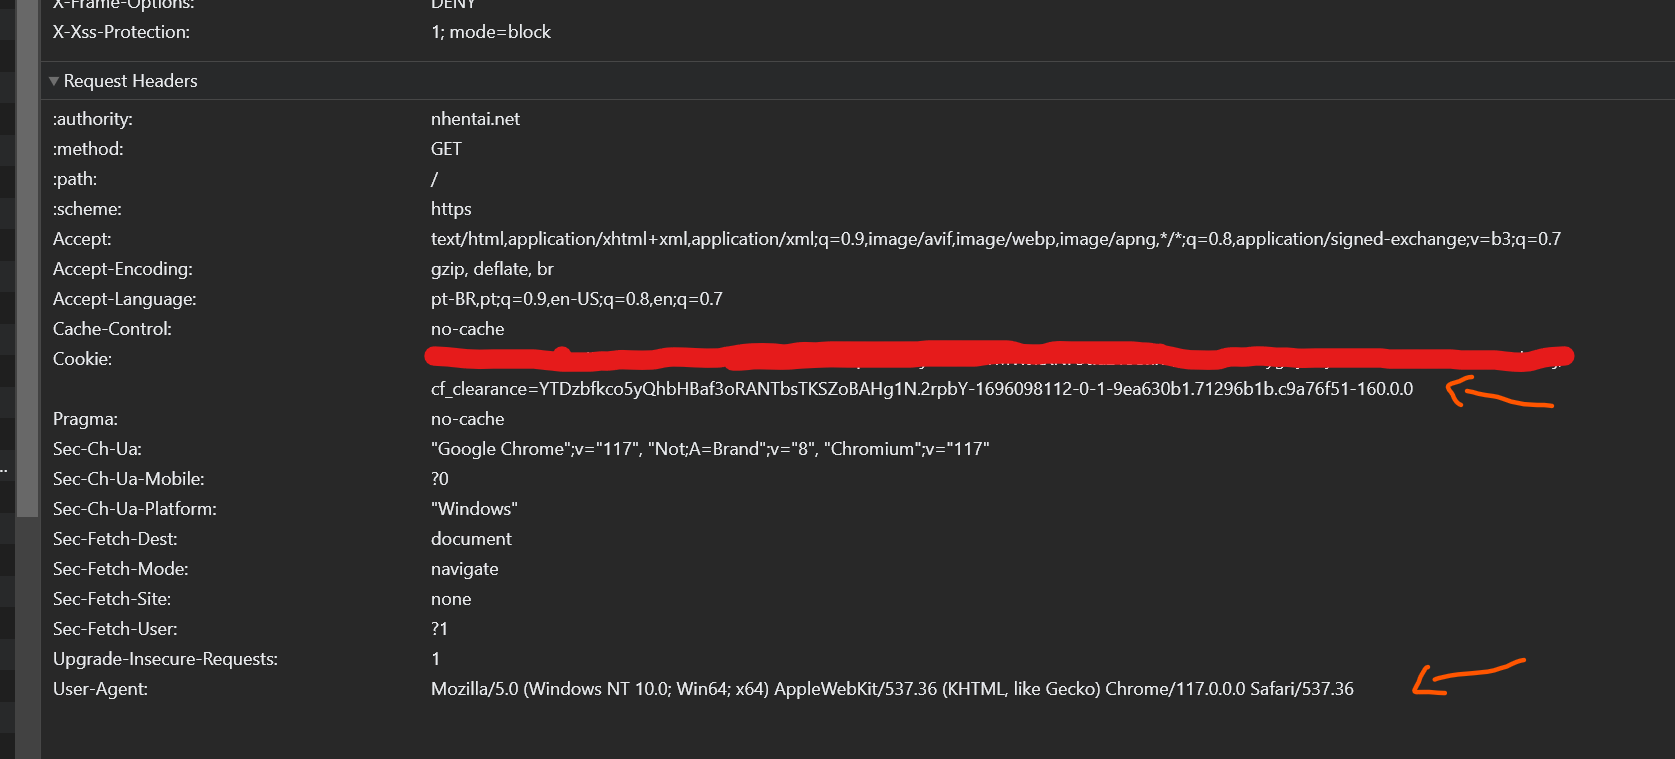 X-Frame-Options: DENY
X-Xss-Protection: 1; mode=block
Request Headers
:authority: nhentai.net
:method: GET
:path: /
:scheme: https
Accept: text/html,application/xhtml+xml,application/xml;q=0.9,image/avif,image/webp,image/apng,*/*;q=0.8,application/signed-exchange;v=b3;q=0.7
Accept-Encoding: gzip, deflate, br
Accept-Language: pt-BR,pt;q=0.9,en-US;q=0.8,en;q=0.7
Cache-Control: no-cache
Cookie:
cf_clearance=YTDzbfkco5yQhbHBaf3oRANTbsTKSZoBAHg1N.2rpbY-1696098112-0-1-9ea630b1.71296b1b.c9a76f51-160.0.0
Pragma: no-cache
Sec-Ch-Ua: "Google Chrome";v="117", "Not;A=Brand";v="8", "Chromium";v="117"
Sec-Ch-Ua-Mobile: ?0
Sec-Ch-Ua-Platform: "Windows"
Sec-Fetch-Dest: document
Sec-Fetch-Mode: navigate
Sec-Fetch-Site: none
Sec-Fetch-User: ?1
Upgrade-Insecure-Requests: 1
User-Agent: Mozilla/5.0 (Windows NT 10.0; Win64; x64) AppleWebKit/537.36 (KHTML, like Gecko) Chrome/117.0.0.0 Safari/537.36